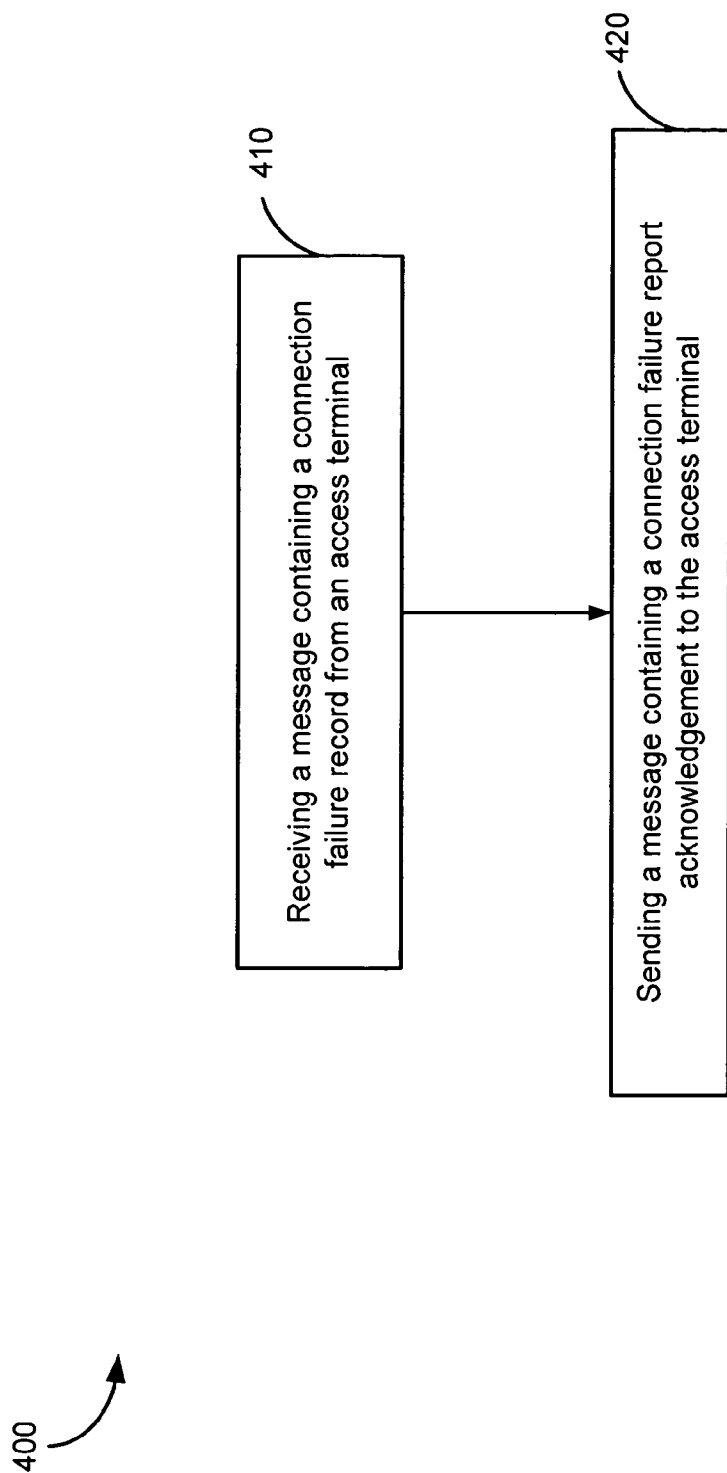 400
410
Receiving a message containing a connection
failure record from an access terminal
420
Sending a message containing a connection failure report
acknowledgement to the access terminal